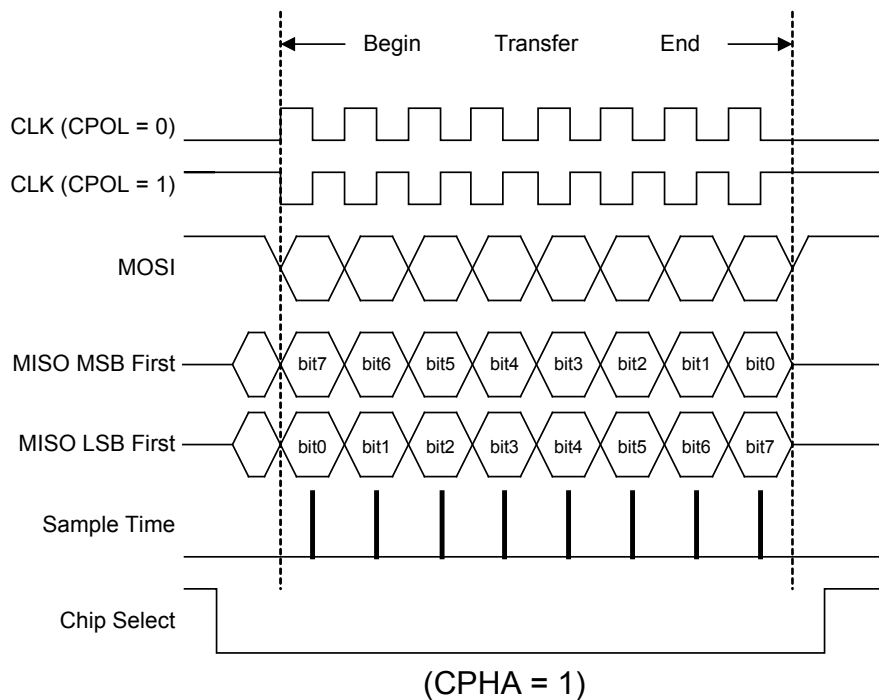 Begin Transfer End
CLK (CPOL = 0)
CLK (CPOL = 1)
MOSI
MISO MSB First bit7 bit6 bit5 bit4 bit3 bit2 bit1 bit0
MISO LSB First bit0 bit1 bit2 bit3 bit4 bit5 bit6 bit7
Sample Time
Chip Select
(CPHA = 1)